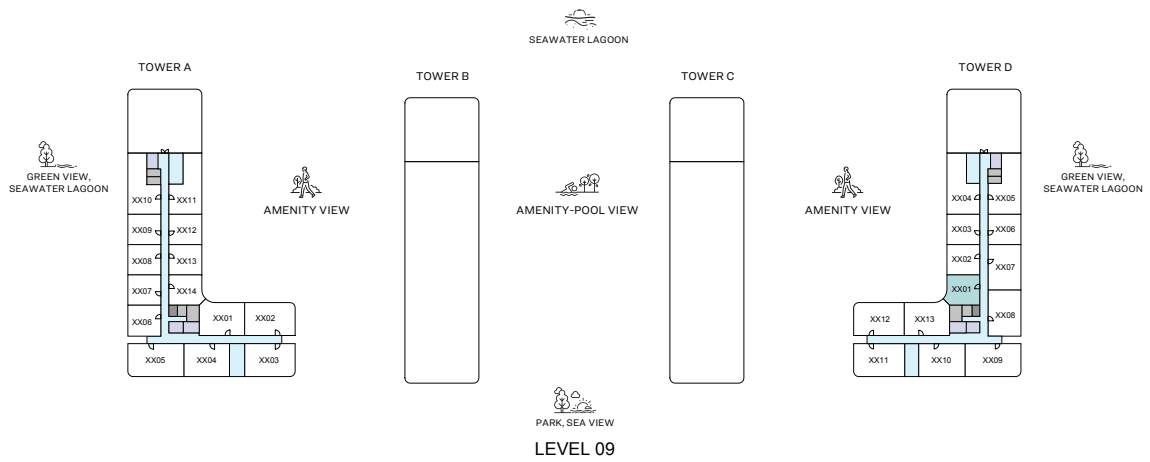 SEAWATER LAGOON
TOWER A
TOWER B
TOWER C
TOWER D
GREEN VIEW,
SEAWATER LAGOON
AMENITY VIEW
AMENITY-POOL VIEW
AMENITY VIEW
GREEN VIEW,
SEAWATER LAGOON
XX10 XX11
XX09 XX12
XX08 XX13
XX07 XX14
XX06 XX01 XX02
XX05 XX04 XX03
XX04 XX05
XX03 XX06
XX02 XX07
XX01
XX12 XX13 XX08
XX11 XX10 XX09
PARK, SEA VIEW
LEVEL 09